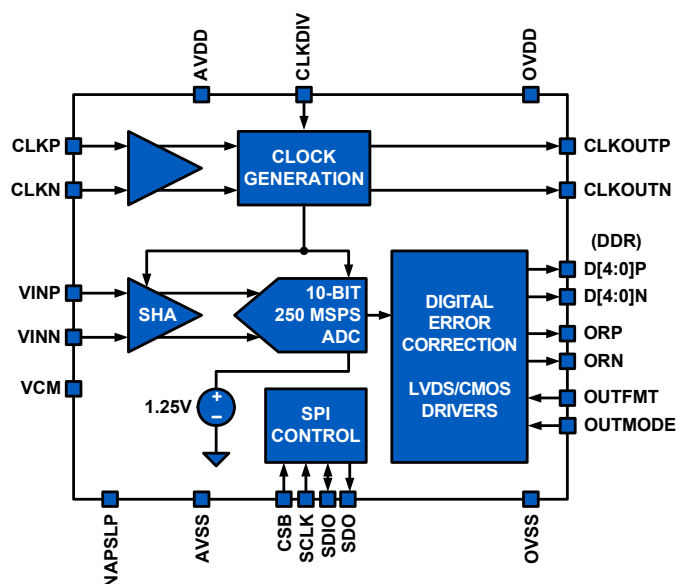 AVDD
CLKDIV
OVDD
CLKP
CLKN
CLOCK
GENERATION
CLKOUTP
CLKOUTN
(DDR)
D[4:0]P
D[4:0]N
ORP
ORN
OUTFMT
OUTMODE
VINP
VINN
VCM
SHA
10-BIT
250 MSPS
ADC
DIGITAL
ERROR
CORRECTION
LVDS/CMOS
DRIVERS
1.25V
+
–
SPI
CONTROL
NAPSLP
AVSS
CSB
SCLK
SDIO
SDO
OVSS